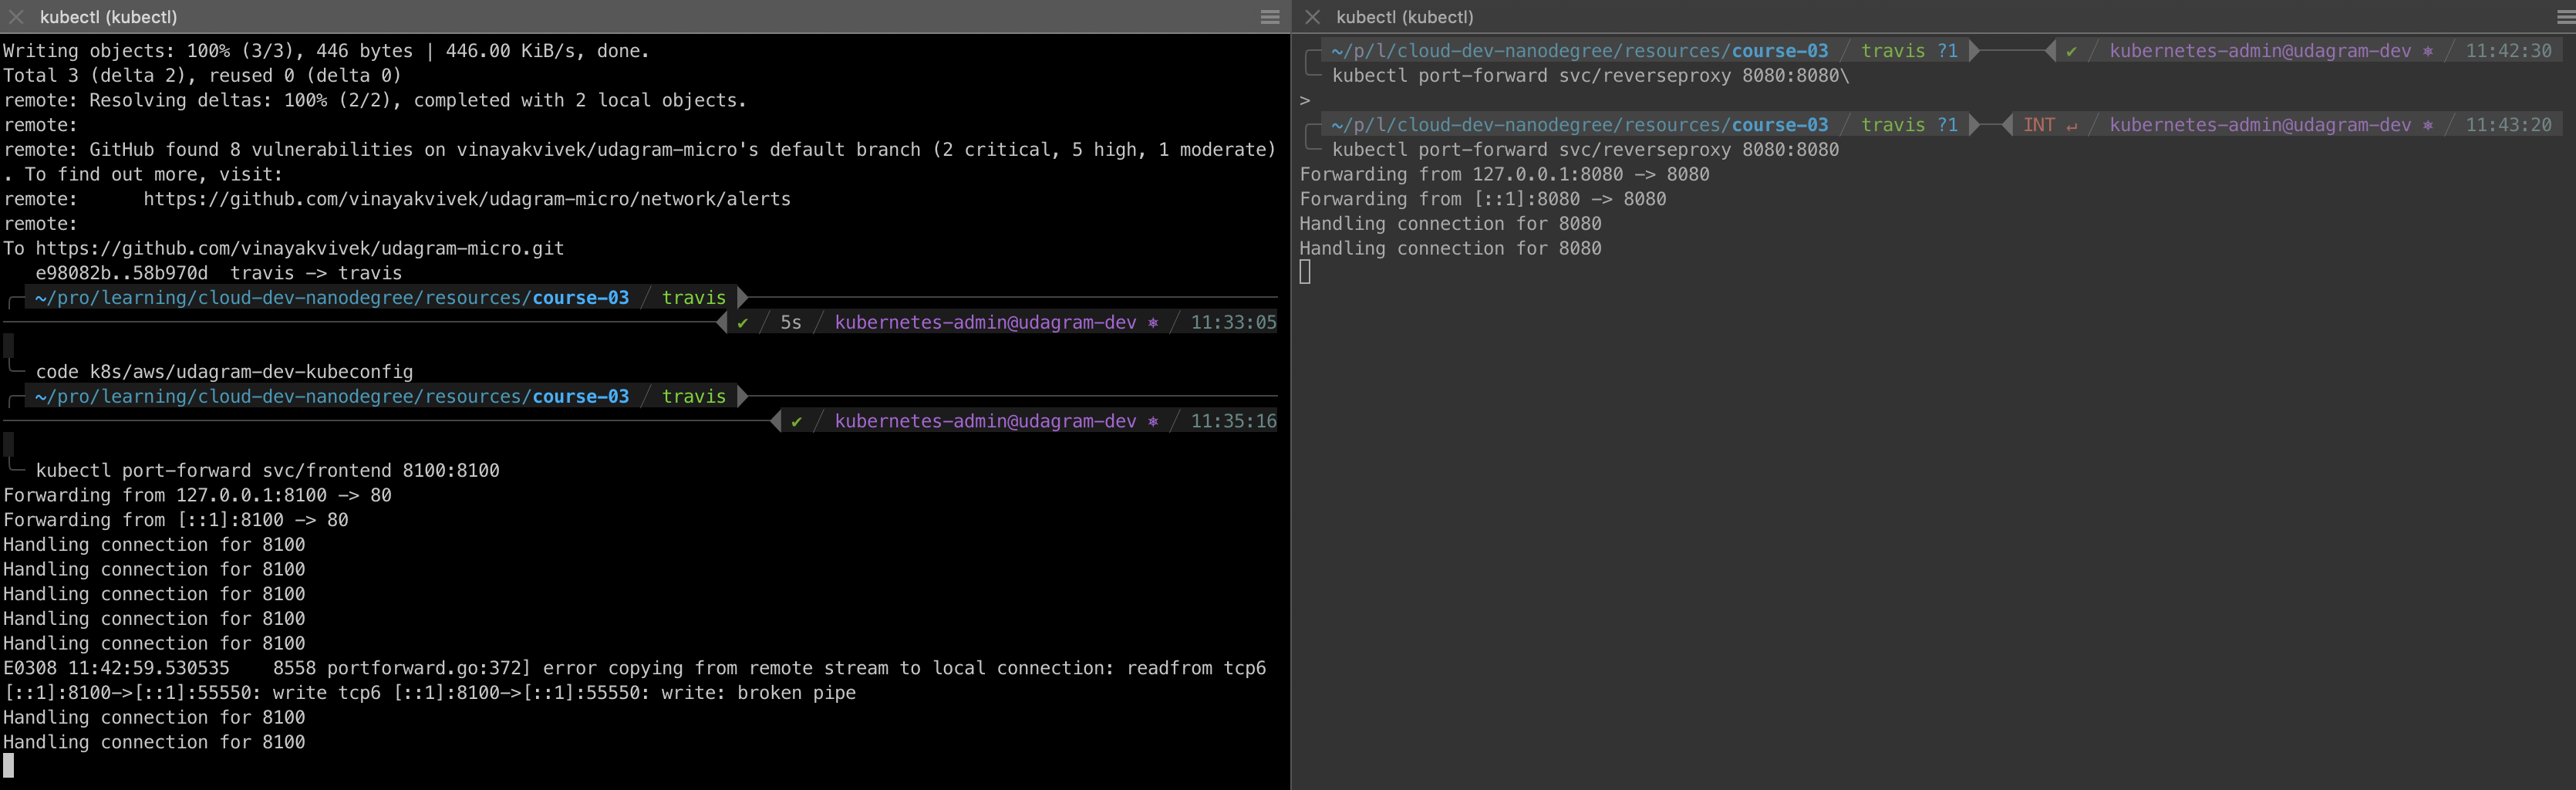 kubectl (kubectl)
Writing objects: 100% (3/3), 446 bytes | 446.00 KiB/s, done.
Total 3 (delta 2), reused 0 (delta 0)
remote: Resolving deltas: 100% (2/2), completed with 2 local objects.
remote:
remote: GitHub found 8 vulnerabilities on vinayakvivek/udagram-micro's default branch (2 critical, 5 high, 1 moderate)
. To find out more, visit:
remote:      https://github.com/vinayakvivek/udagram-micro/network/alerts
remote:
To https://github.com/vinayakvivek/udagram-micro.git
   e98082b..58b970d  travis -> travis
~/pro/learning/cloud-dev-nanodegree/resources/course-03 / travis
✔ / 5s / kubernetes-admin@udagram-dev ⎈ / 11:33:05
code k8s/aws/udagram-dev-kubeconfig
~/pro/learning/cloud-dev-nanodegree/resources/course-03 / travis
✔ / kubernetes-admin@udagram-dev ⎈ / 11:35:16
kubectl port-forward svc/frontend 8100:8100
Forwarding from 127.0.0.1:8100 -> 80
Forwarding from [::1]:8100 -> 80
Handling connection for 8100
Handling connection for 8100
Handling connection for 8100
Handling connection for 8100
Handling connection for 8100
E0308 11:42:59.530535    8558 portforward.go:372] error copying from remote stream to local connection: readfrom tcp6
[::1]:8100->[::1]:55550: write tcp6 [::1]:8100->[::1]:55550: write: broken pipe
Handling connection for 8100
Handling connection for 8100
kubectl (kubectl)
~/p/l/cloud-dev-nanodegree/resources/course-03 / travis ?1 ✔ / kubernetes-admin@udagram-dev ⎈ / 11:42:30
kubectl port-forward svc/reverseproxy 8080:8080\
>
~/p/l/cloud-dev-nanodegree/resources/course-03 / travis ?1 INT ↵ / kubernetes-admin@udagram-dev ⎈ / 11:43:20
kubectl port-forward svc/reverseproxy 8080:8080
Forwarding from 127.0.0.1:8080 -> 8080
Forwarding from [::1]:8080 -> 8080
Handling connection for 8080
Handling connection for 8080